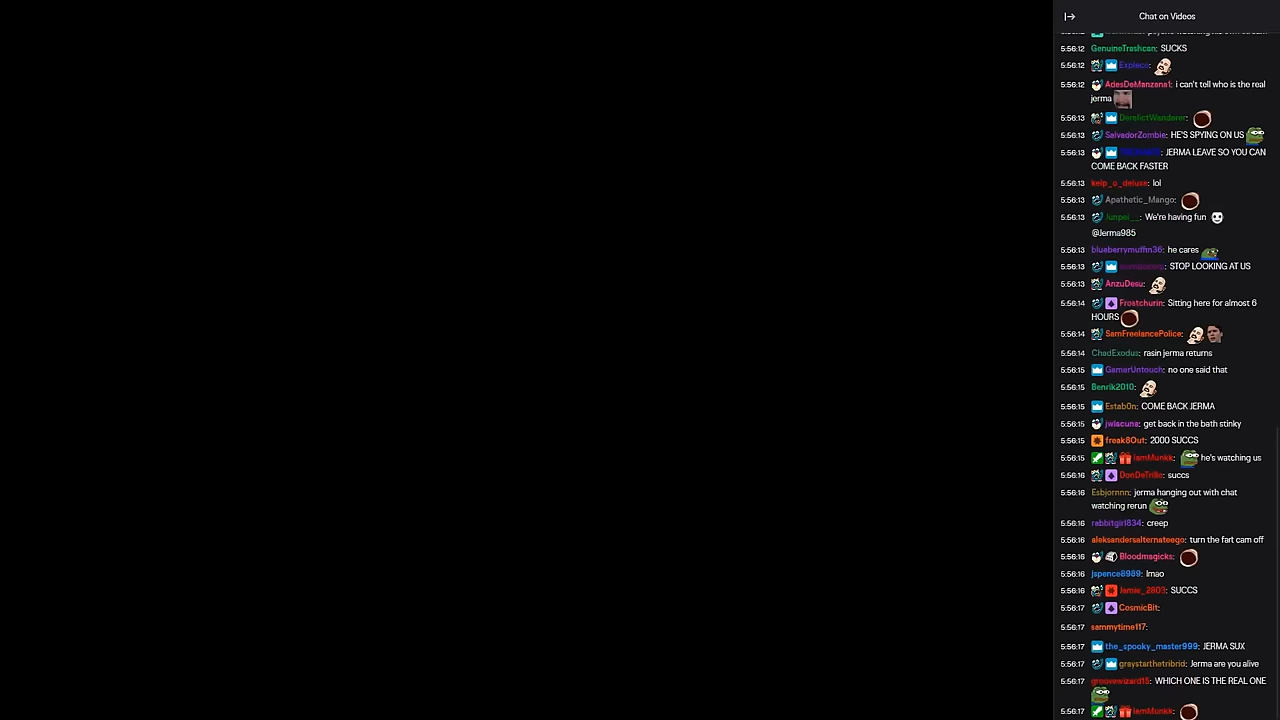 Chat on Videos
5:56:12 GenuineTrashcan: SUCKS
5:56:12
5:56:12 AdesDeManzana1: i can't tell who is the real
jerma
5:56:13 DerelictWanderer:
5:56:13 SalvadorZombie: HE'S SPYING ON US
5:56:13 JERMA LEAVE SO YOU CAN
COME BACK FASTER
5:56:13 kelp_o_deluxe: lol
5:56:13 Apathetic_Mango:
5:56:13 Junpei__: We're having fun
@Jerma985
5:56:13 blueberrymuffin36: he cares
5:56:13 STOP LOOKING AT US
5:56:13 AnzuDesu:
5:56:14 Frostchurin: Sitting here for almost 6
HOURS
5:56:14 SamFreelancePolice:
5:56:14 ChadExodus: rasin jerma returns
5:56:15 GamerUntouch: no one said that
5:56:15 Benrik2010:
5:56:15 Estab0n: COME BACK JERMA
5:56:15 jwlacuna: get back in the bath stinky
5:56:15 freak8Out: 2000 SUCCS
5:56:15 IamMunkk: he's watching us
5:56:16 DonDeTrillo: succs
5:56:16 Esbjornnn: jerma hanging out with chat
watching rerun
5:56:16 rabbitgirl834: creep
5:56:16 aleksandersalternateego: turn the fart cam off
5:56:16 Bloodmagicks:
5:56:16 jspence8989: lmao
5:56:16 Jamie_2803: SUCCS
5:56:17 CosmicBit:
5:56:17 sammytime117:
5:56:17 the_spooky_master999: JERMA SUX
5:56:17 graystarthetribrid: Jerma are you alive
5:56:17 groovewizard15: WHICH ONE IS THE REAL ONE
5:56:17 IamMunkk: